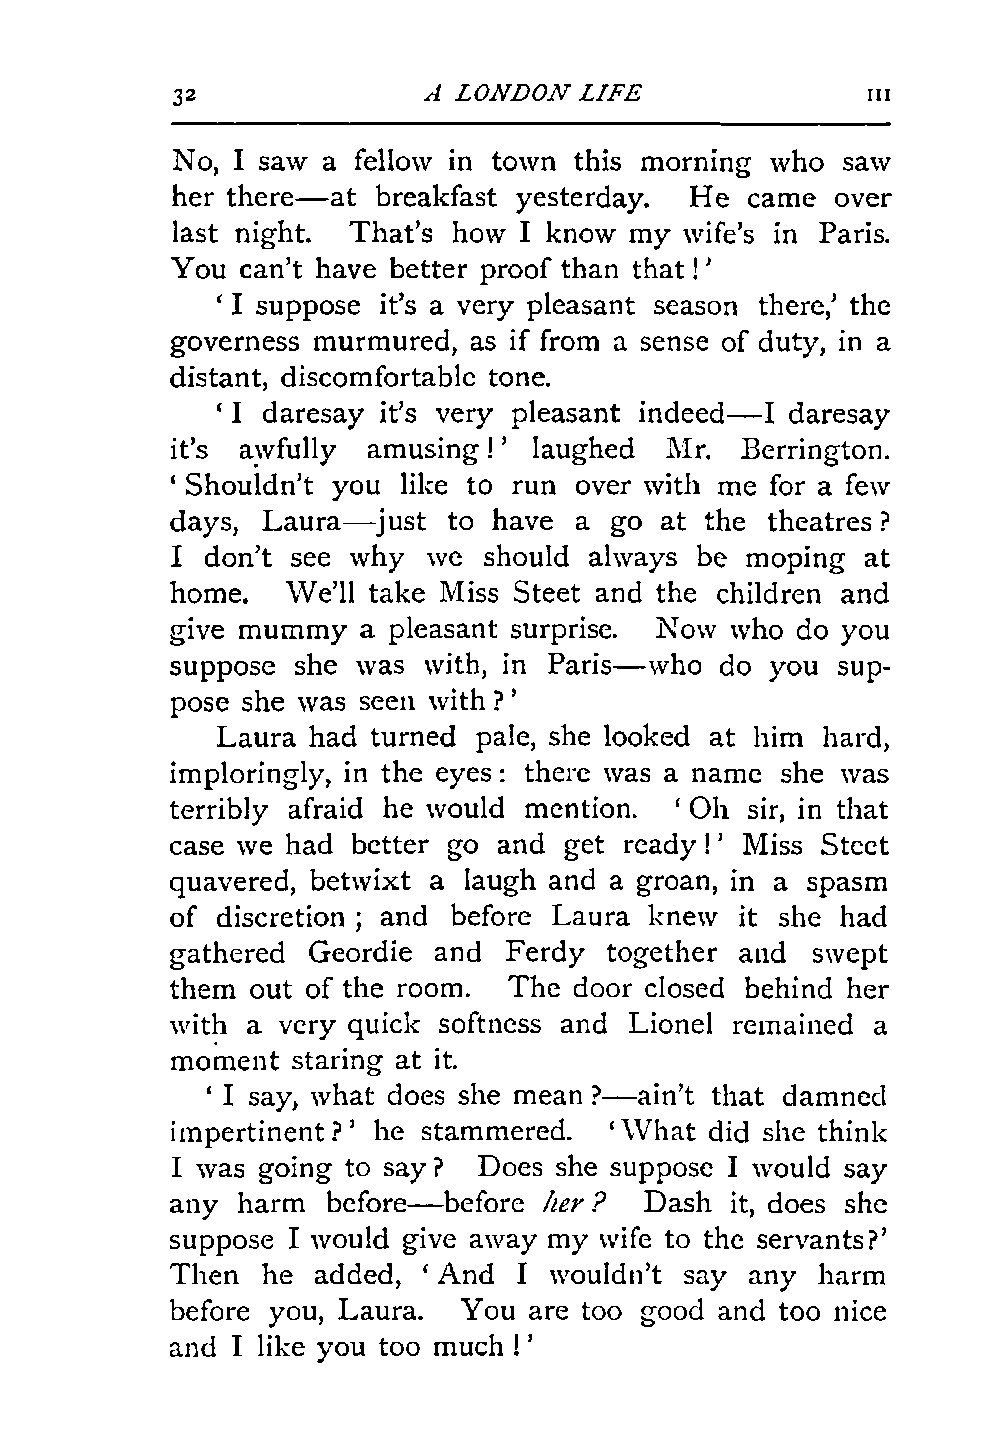 32 A LONDON LIFE III
No, I saw a fellow in town this morning who saw
her there—at breakfast yesterday. He came over
last night. That's how I know my wife's in Paris.
You can't have better proof than that!'
'I suppose it's a very pleasant season there,' the
governess murmured, as if from a sense of duty, in a
distant, discomfortable tone.
'I daresay it's very pleasant indeed—I daresay
it's awfully amusing!' laughed Mr. Berrington.
'Shouldn't you like to run over with me for a few
days, Laura—just to have a go at the theatres?
I don't see why we should always be moping at
home. We'll take Miss Steet and the children and
give mummy a pleasant surprise. Now who do you
suppose she was with, in Paris—who do you sup-
pose she was seen with?'
Laura had turned pale, she looked at him hard,
imploringly, in the eyes: there was a name she was
terribly afraid he would mention. 'Oh sir, in that
case we had better go and get ready!' Miss Steet
quavered, betwixt a laugh and a groan, in a spasm
of discretion; and before Laura knew it she had
gathered Geordie and Ferdy together and swept
them out of the room. The door closed behind her
with a very quick softness and Lionel remained a
moment staring at it.
'I say, what does she mean?—ain't that damned
impertinent?' he stammered. 'What did she think
I was going to say? Does she suppose I would say
any harm before—before her? Dash it, does she
suppose I would give away my wife to the servants?'
Then he added, 'And I wouldn't say any harm
before you, Laura. You are too good and too nice
and I like you too much!'